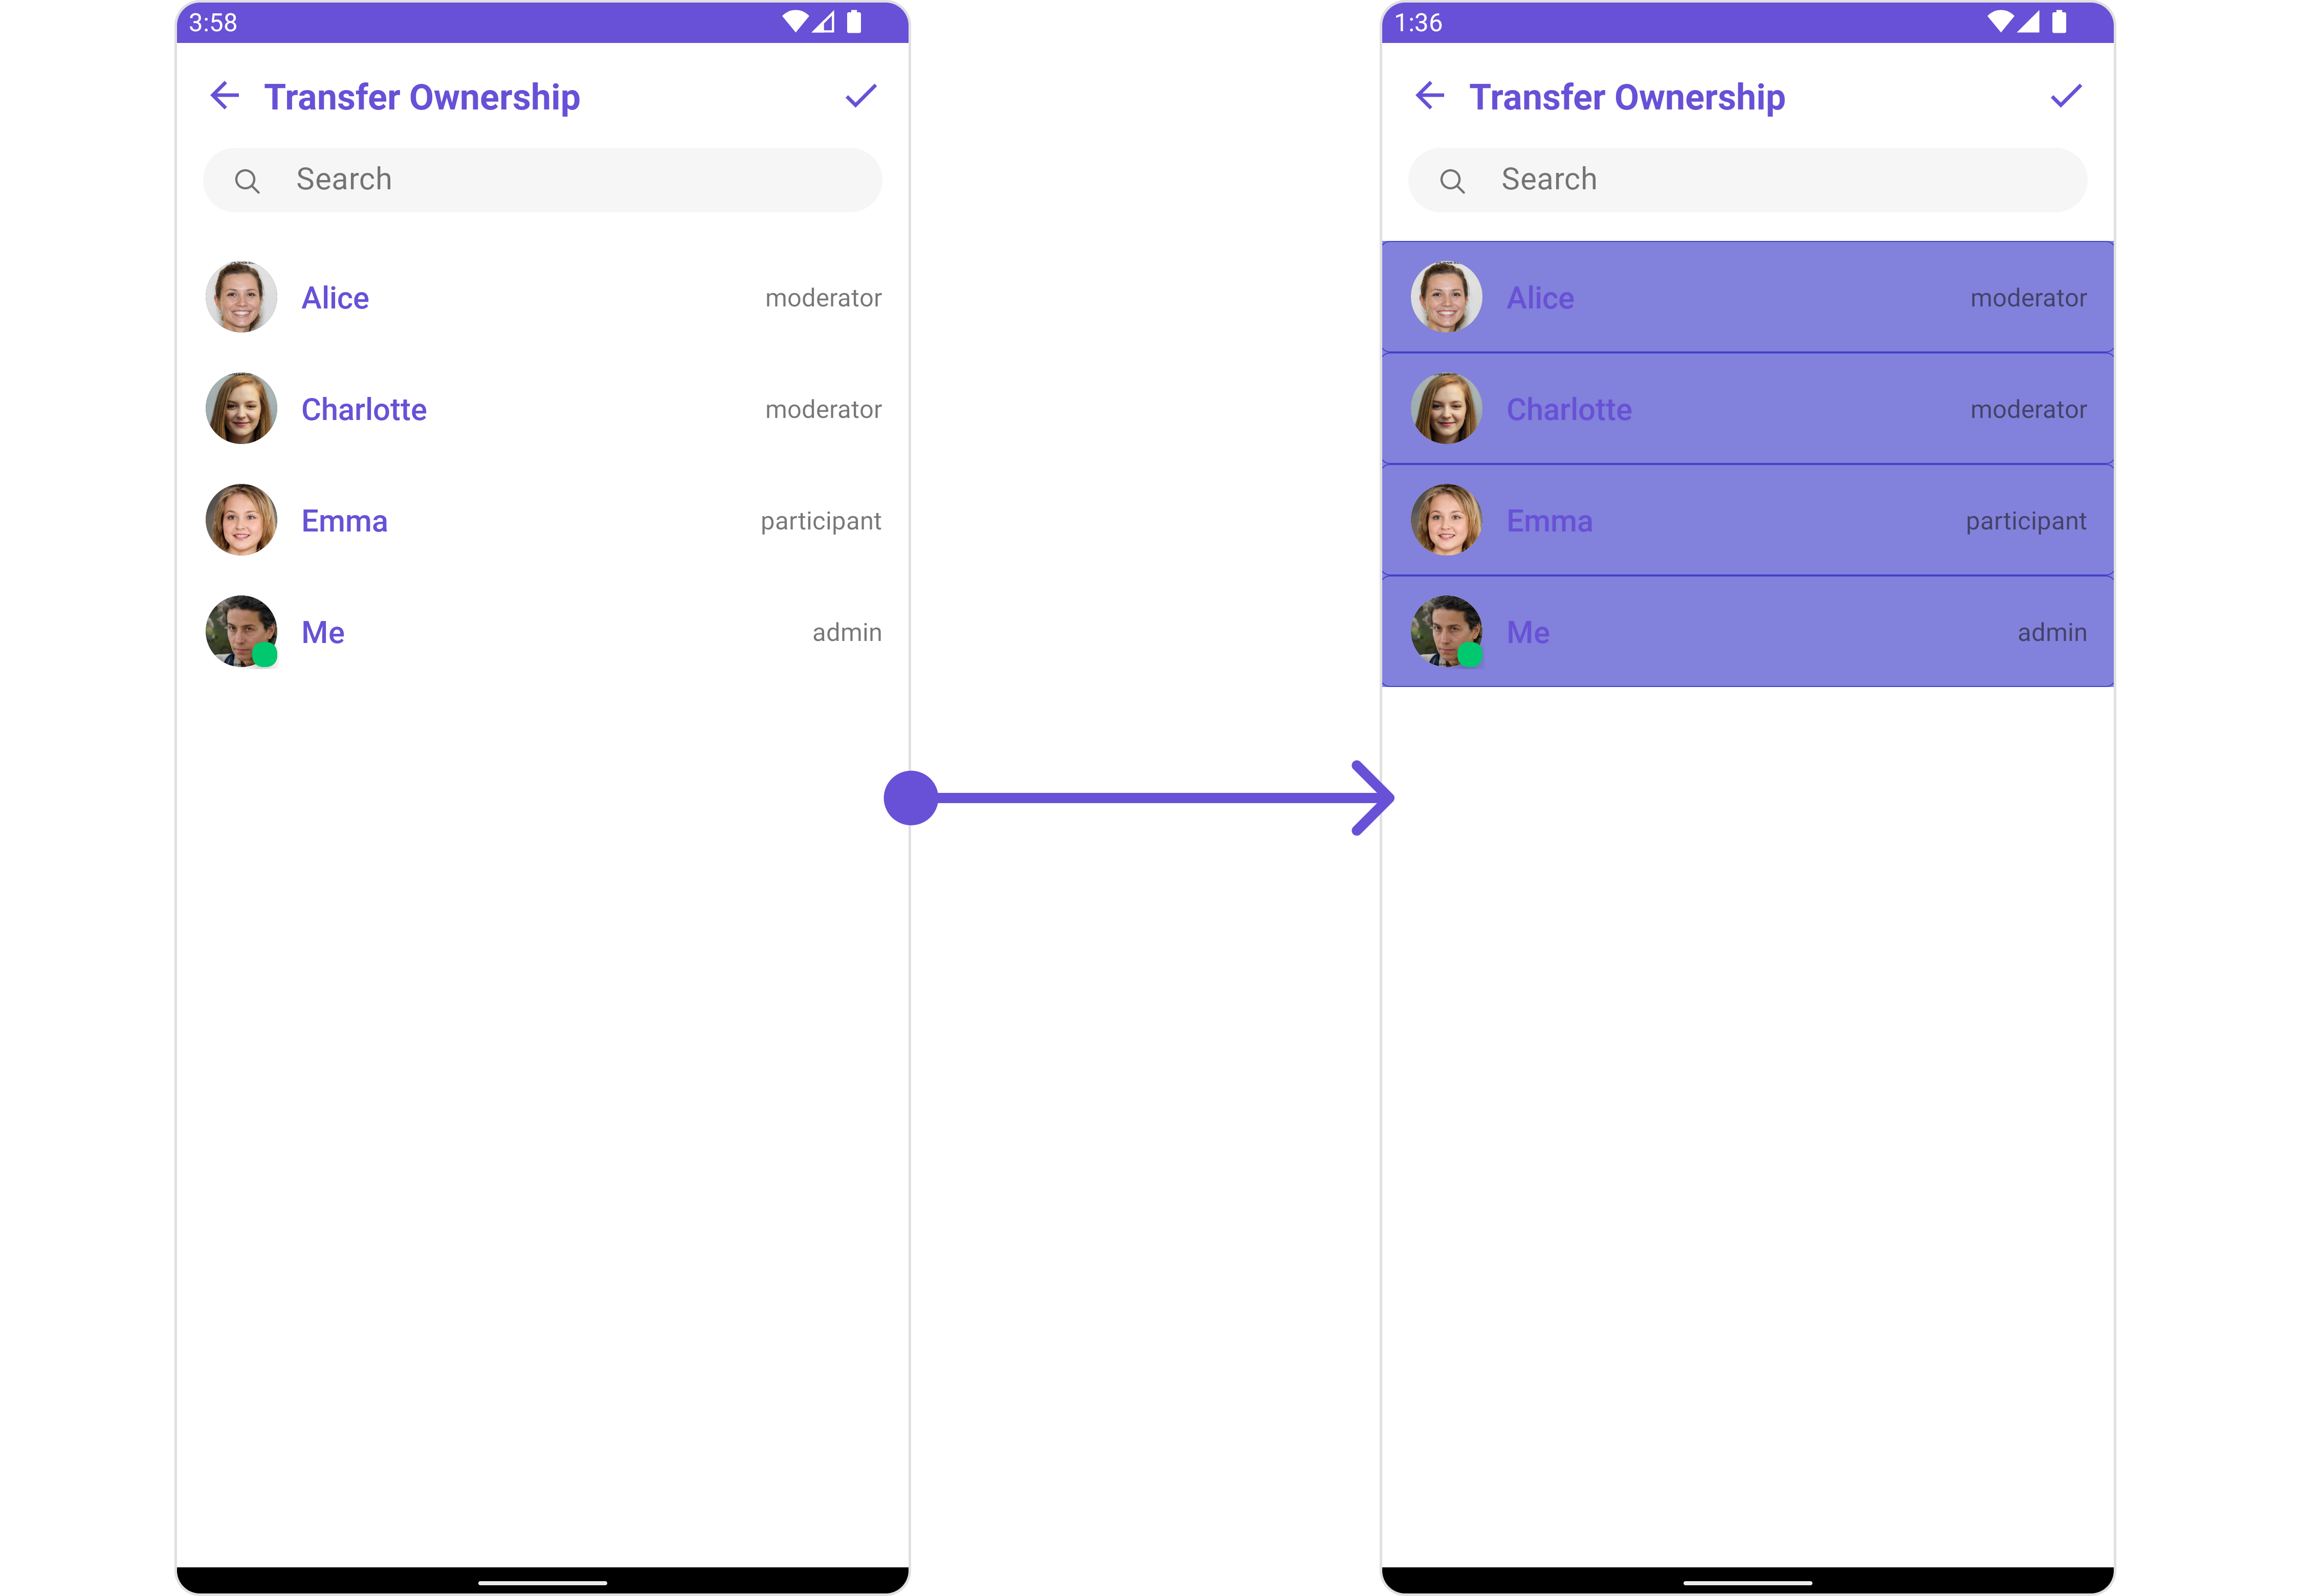 3:58
Transfer Ownership
Search
Alice moderator
Charlotte moderator
Emma participant
Me admin
1:36
Transfer Ownership
Search
Alice moderator
Charlotte moderator
Emma participant
Me admin